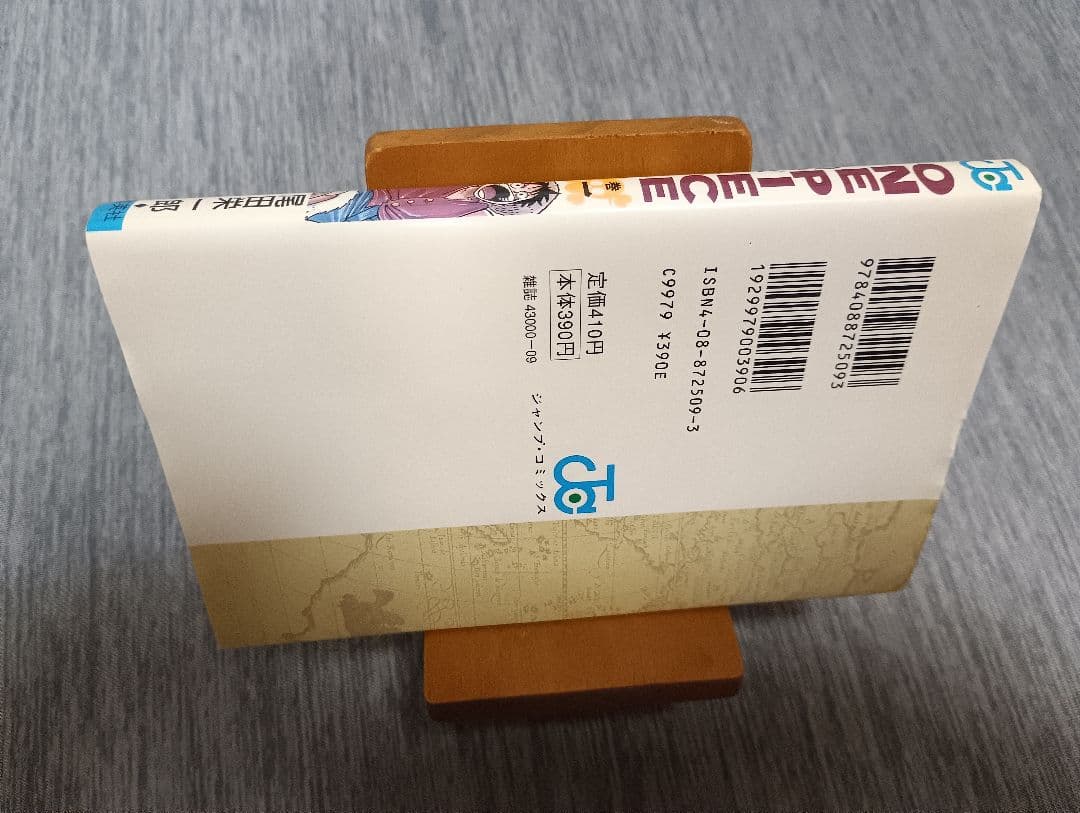 ONE PIECE
巻一
尾田栄一郎
9784088725093
1929979003906
ISBN4-08-872509-3
C9979 ¥390E
定価410円
本体390円
雑誌 43000-09
ジャンプ・コミックス